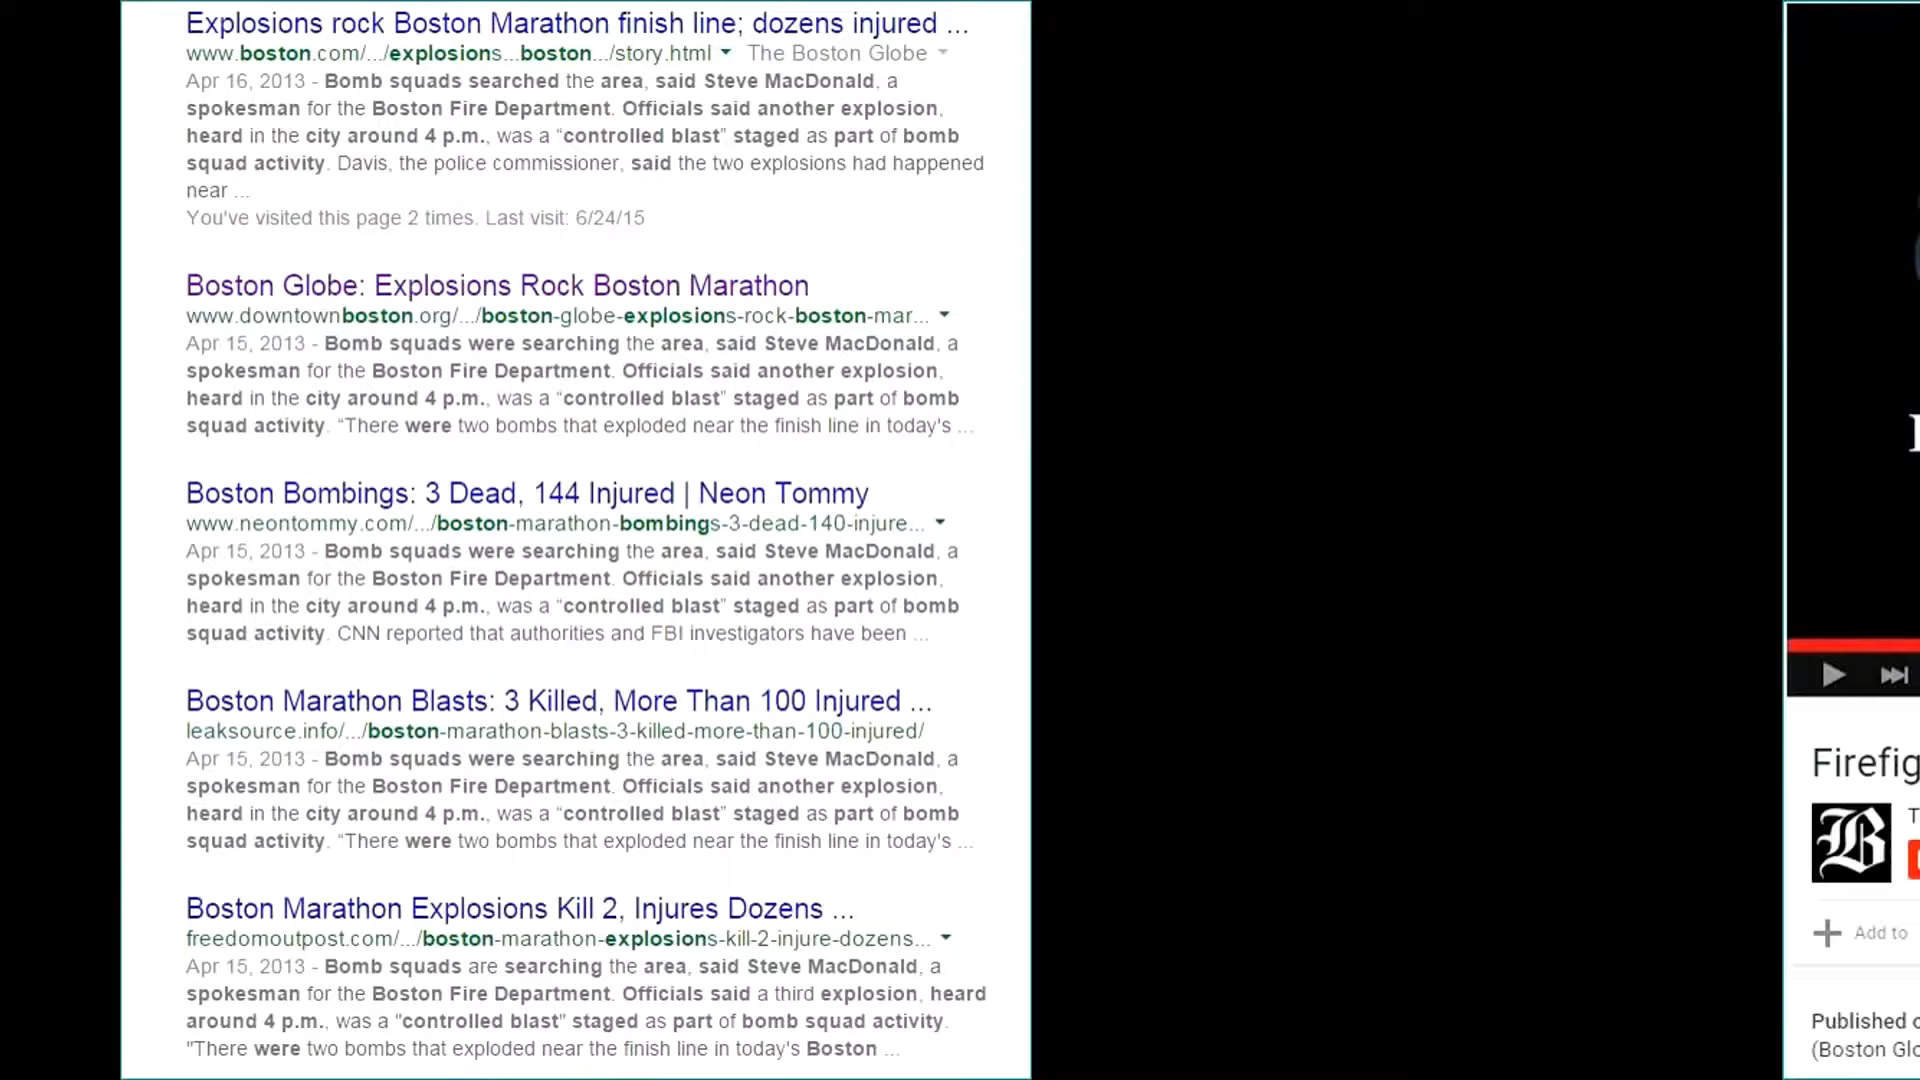 Explosions rock Boston Marathon finish line; dozens injured ...
www.boston.com/.../explosions...boston.../story.html The Boston Globe
Apr 16, 2013 - Bomb squads searched the area, said Steve MacDonald, a
spokesman for the Boston Fire Department. Officials said another explosion,
heard in the city around 4 p.m., was a “controlled blast” staged as part of bomb
squad activity. Davis, the police commissioner, said the two explosions had happened
near ...
You've visited this page 2 times. Last visit: 6/24/15
Boston Globe: Explosions Rock Boston Marathon
www.downtownboston.org/.../boston-globe-explosions-rock-boston-mar...
Apr 15, 2013 - Bomb squads were searching the area, said Steve MacDonald, a
spokesman for the Boston Fire Department. Officials said another explosion,
heard in the city around 4 p.m., was a “controlled blast” staged as part of bomb
squad activity. “There were two bombs that exploded near the finish line in today's ...
Boston Bombings: 3 Dead, 144 Injured | Neon Tommy
www.neontommy.com/.../boston-marathon-bombings-3-dead-140-injure...
Apr 15, 2013 - Bomb squads were searching the area, said Steve MacDonald, a
spokesman for the Boston Fire Department. Officials said another explosion,
heard in the city around 4 p.m., was a “controlled blast” staged as part of bomb
squad activity. CNN reported that authorities and FBI investigators have been ...
Boston Marathon Blasts: 3 Killed, More Than 100 Injured ...
leaksource.info/.../boston-marathon-blasts-3-killed-more-than-100-injured/
Apr 15, 2013 - Bomb squads were searching the area, said Steve MacDonald, a
spokesman for the Boston Fire Department. Officials said another explosion,
heard in the city around 4 p.m., was a “controlled blast” staged as part of bomb
squad activity. “There were two bombs that exploded near the finish line in today's ...
Boston Marathon Explosions Kill 2, Injures Dozens ...
freedomoutpost.com/.../boston-marathon-explosions-kill-2-injure-dozens...
Apr 15, 2013 - Bomb squads are searching the area, said Steve MacDonald, a
spokesman for the Boston Fire Department. Officials said a third explosion, heard
around 4 p.m., was a "controlled blast" staged as part of bomb squad activity.
"There were two bombs that exploded near the finish line in today's Boston ...
Firefig
B
T
Add to
Published o
(Boston Glo